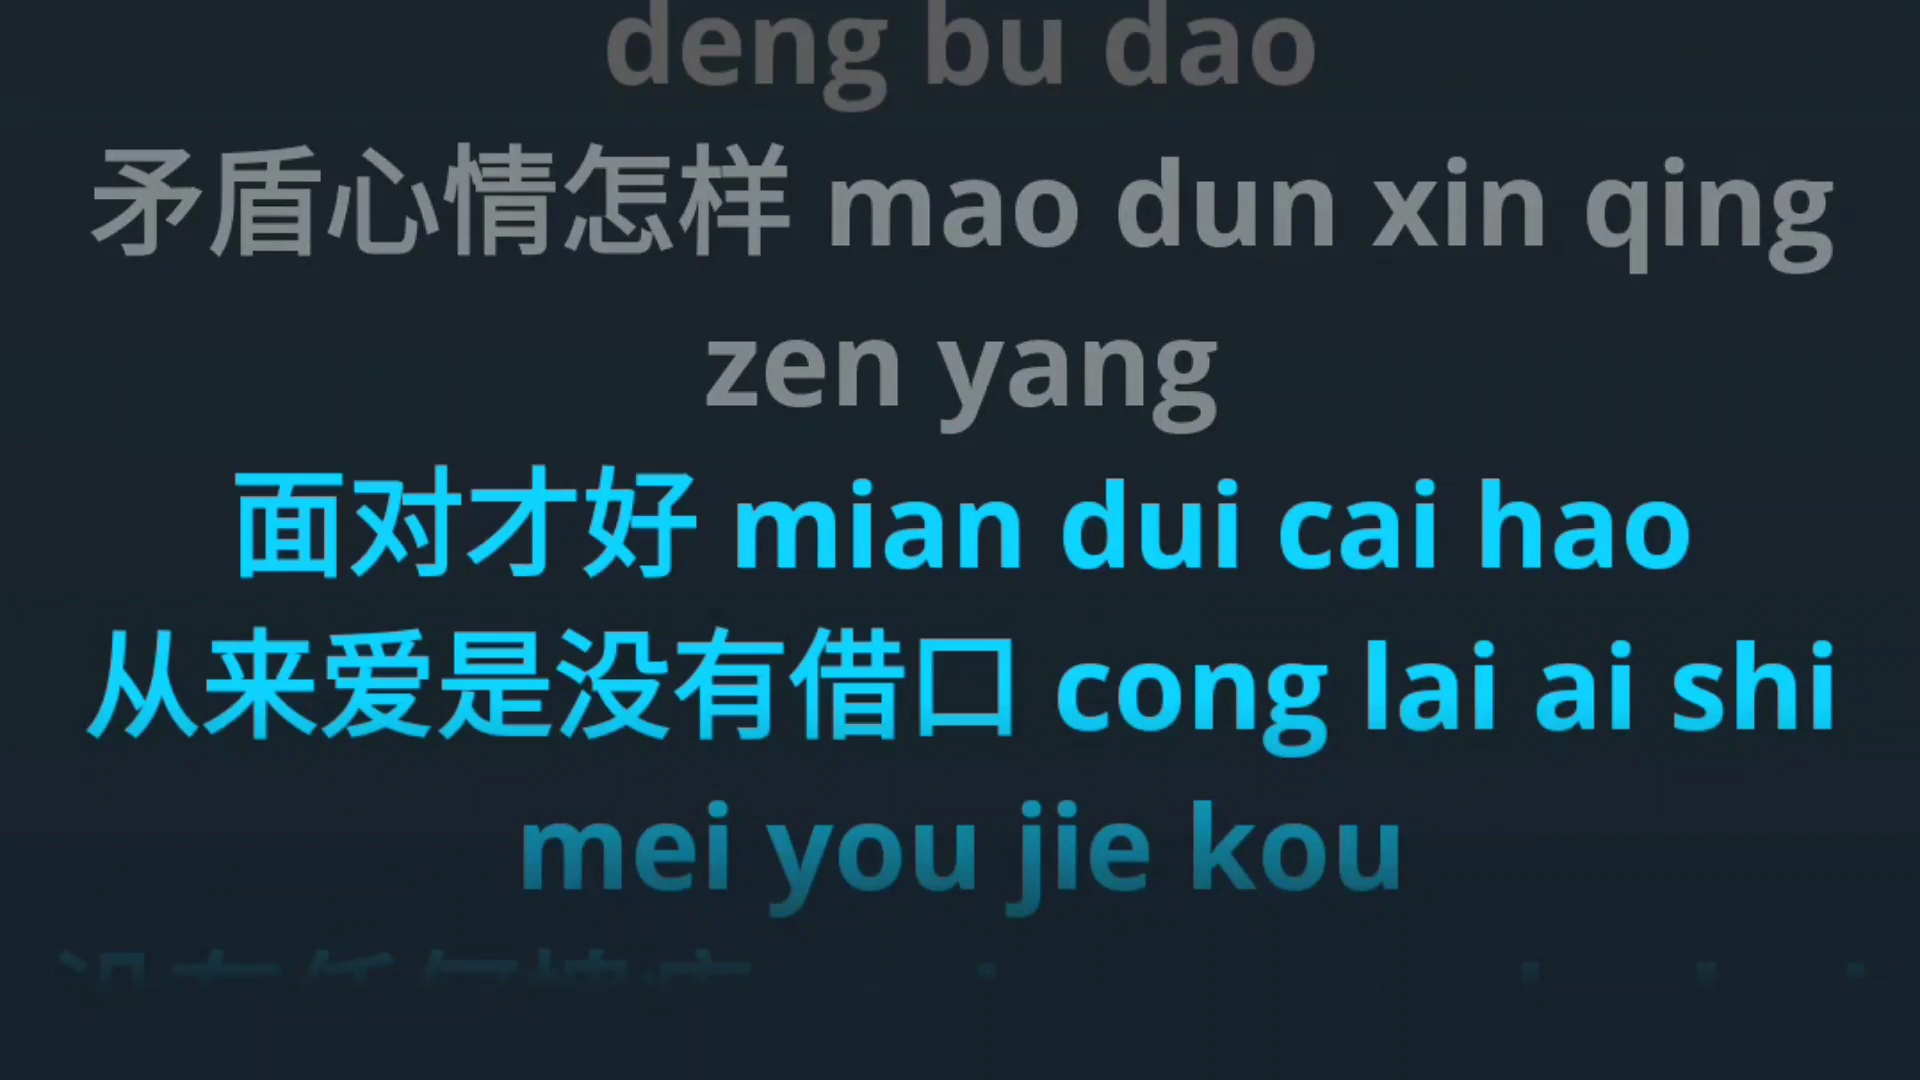 deng bu dao
矛盾心情怎样 mao dun xin qing
zen yang
面对才好 mian dui cai hao
从来爱是没有借口 cong lai ai shi
mei you jie kou